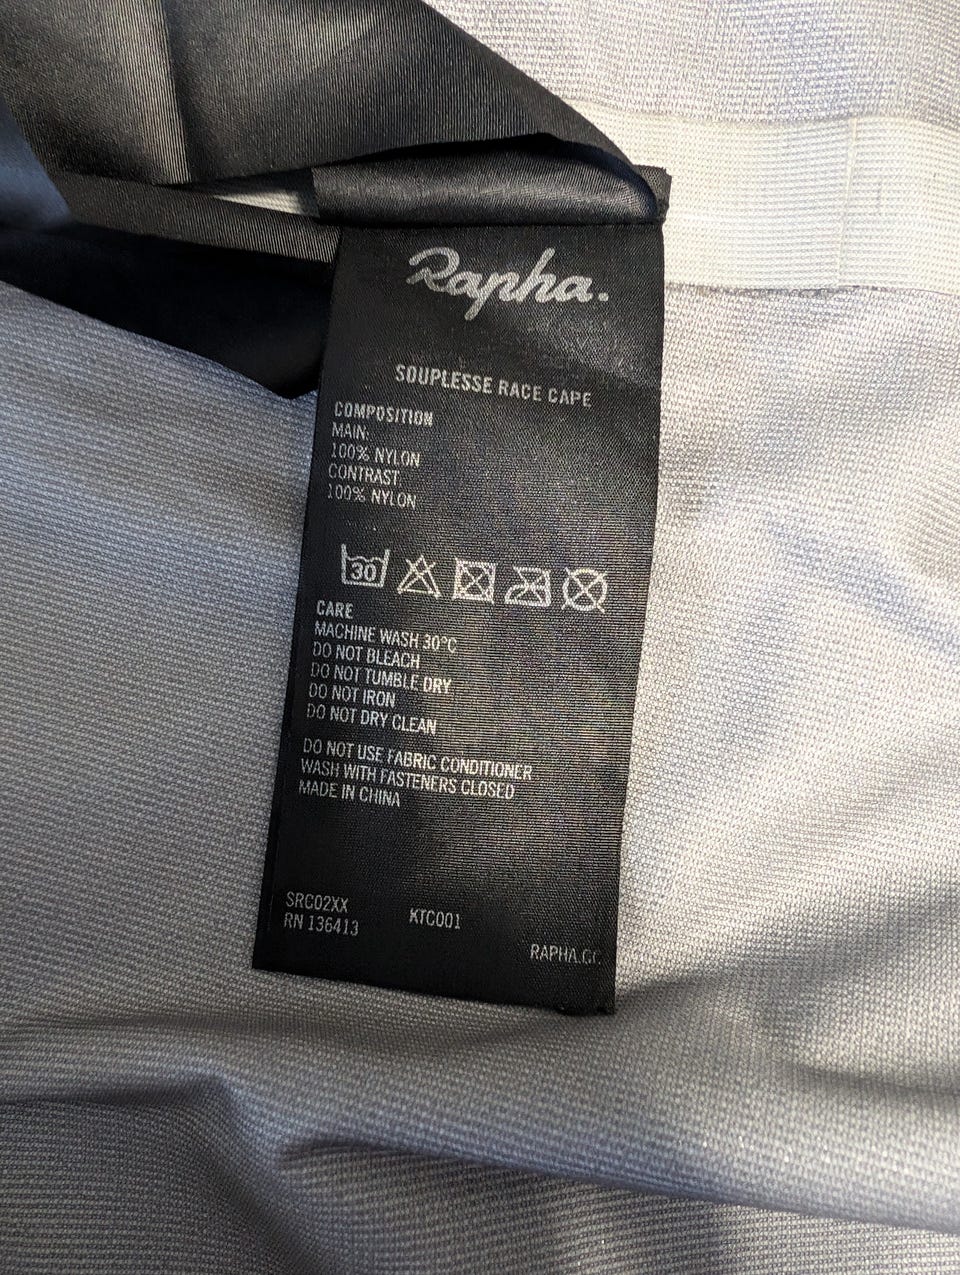 Rapha.
SOUPLESSE RACE CAPE
COMPOSITION
MAIN:
100% NYLON
CONTRAST
100% NYLON
30
CARE
MACHINE WASH 30°C
DO NOT BLEACH
DO NOT TUMBLE DRY
DO NOT IRON
DO NOT DRY CLEAN
DO NOT USE FABRIC CONDITIONER
WASH WITH FASTENERS CLOSED
MADE IN CHINA
SRC02XX KTC001
RN 136413
RAPHA.CC